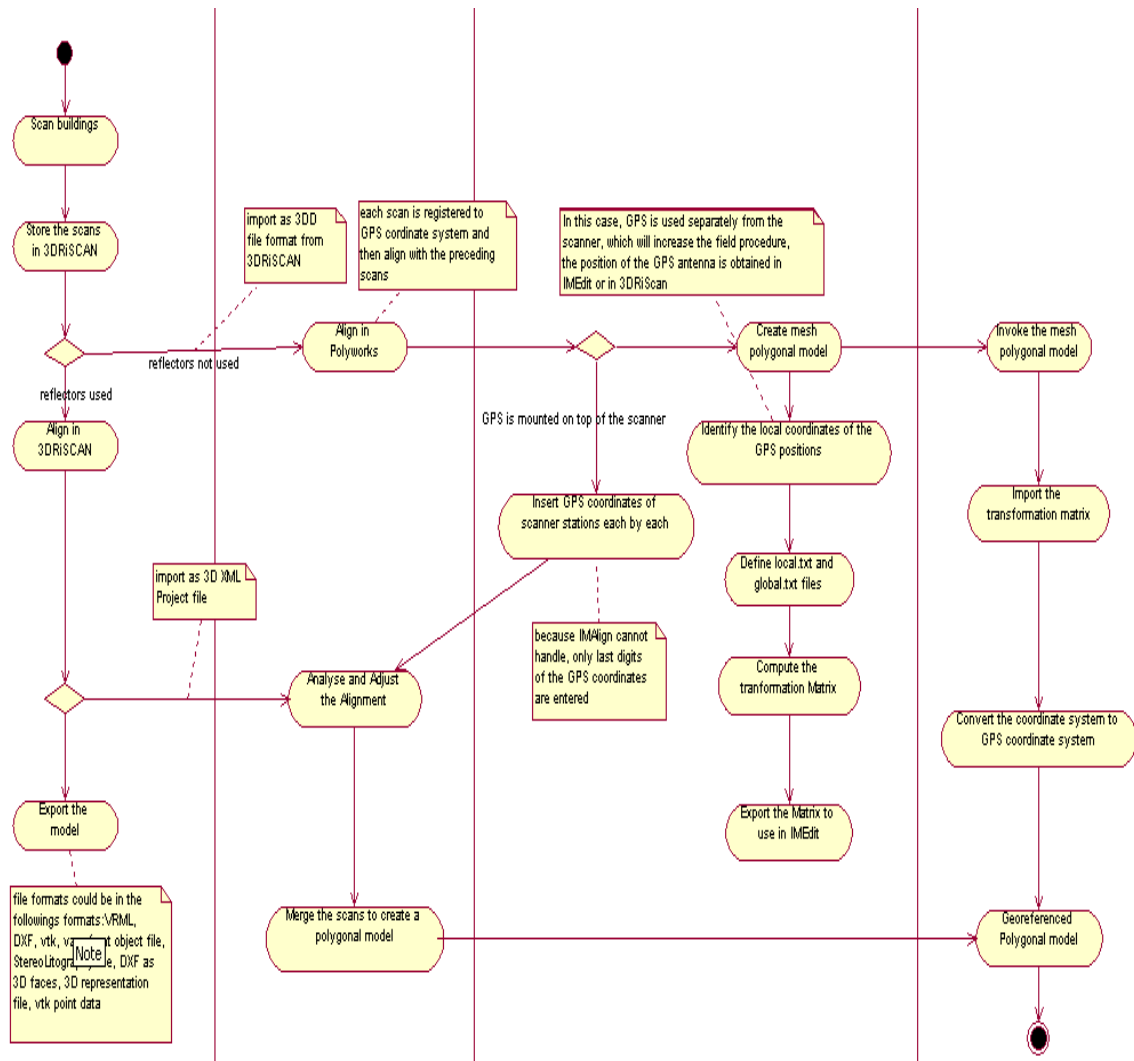 Scan buildings
Store the scans
in 3DRiSCAN
import as 3DD
file format from
3DRiSCAN
each scan is registered to
GPS cordinate system and
then align with the preceding
scans
In this case, GPS is used separately from the
scanner, which will increase the field procedure,
the position of the GPS antenna is obtained in
IMEdit or in 3DRiScan
reflectors not used
Align in
Polyworks
Create mesh
polygonal model
Invoke the mesh
polygonal model
reflectors used
Align in
3DRiSCAN
GPS is mounted on top of the scanner
Identify the local coordinates of the
GPS positions
Insert GPS coordinates of
scanner stations each by each
Import the
transformation matrix
import as 3D XML
Project file
Define local.txt and
global.txt files
because IMAlign cannot
handle, only last digits
of the GPS coordinates
are entered
Analyse and Adjust
the Alignment
Compute the
tranformation Matrix
Convert the coordinate system to
GPS coordinate system
Export the
model
Export the Matrix to
use in IMEdit
file formats could be in the
followings formats:VRML,
DXF, vtk, object file,
Note
DXF as
3D faces, 3D representation
file, vtk point data
Merge the scans to create a
polygonal model
Georeferenced
Polygonal model